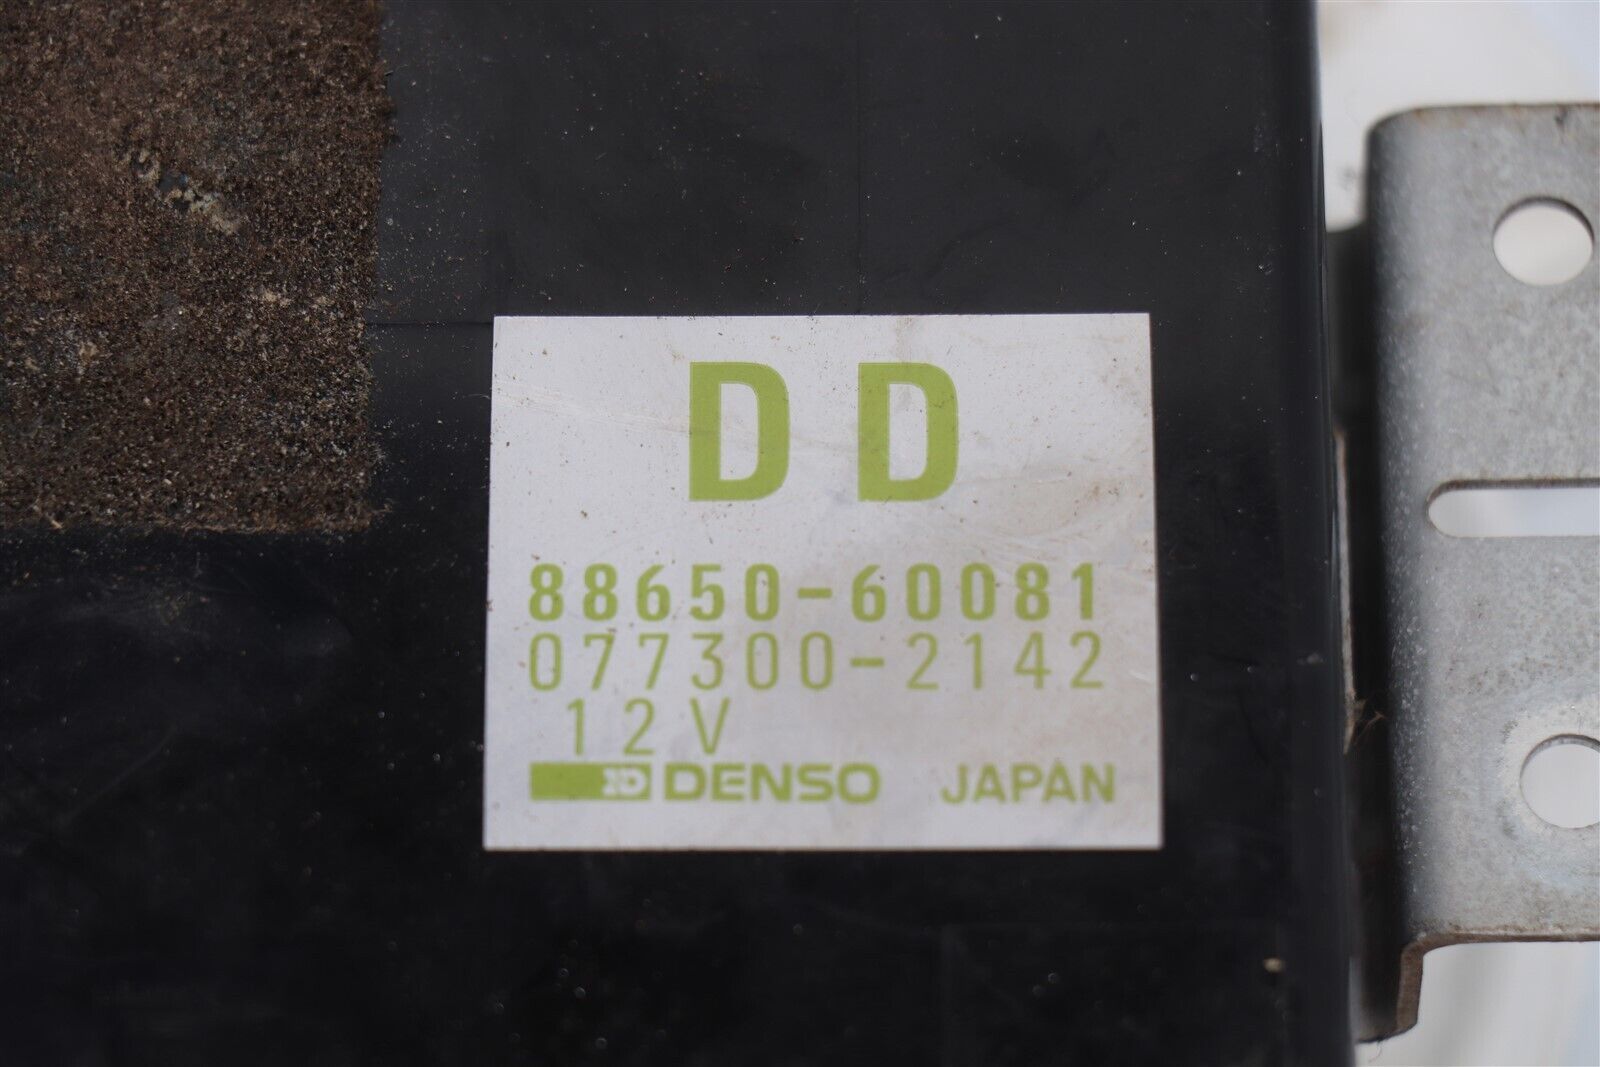 DD
88650-60081
077300-2142
12V
DENSO JAPAN